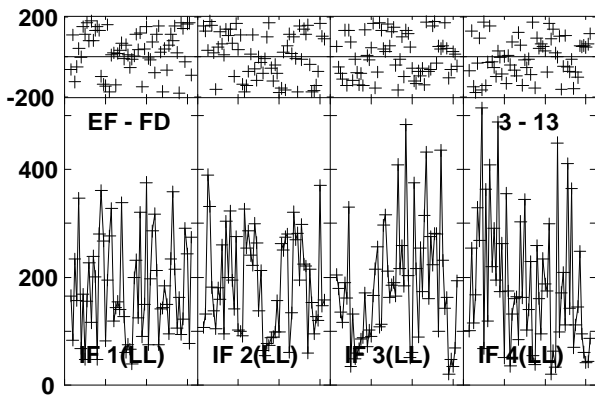 200
-200
EF - FD
3 - 13
400
200
0
IF 1(LL)
IF 2(LL)
IF 3(LL)
IF 4(LL)